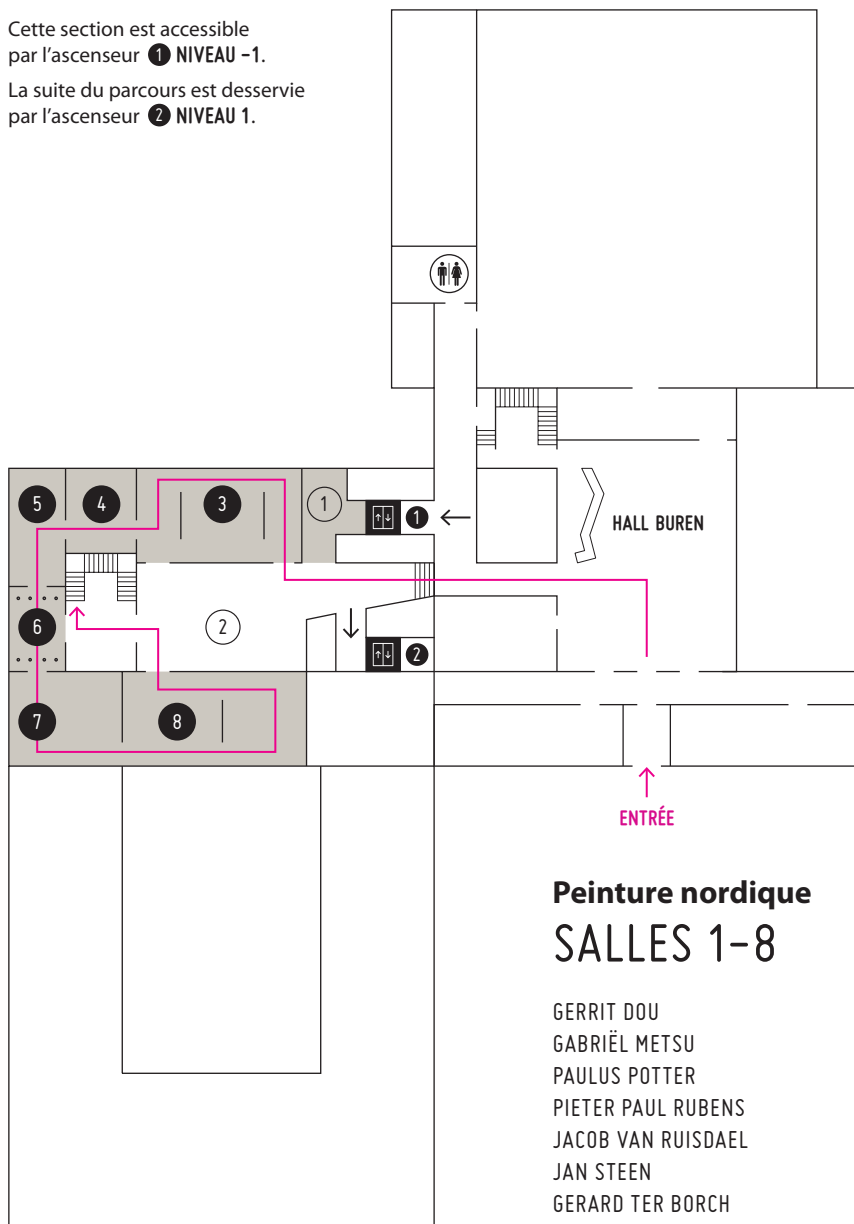 Cette section est accessible
par l'ascenseur 1 NIVEAU -1.
La suite du parcours est desservie
par l'ascenseur 2 NIVEAU 1.
5
4
3
1
1
HALL BUREN
6
2
2
7
8
ENTRÉE
Peinture nordique
SALLES 1-8
GERRIT DOU
GABRIËL METSU
PAULUS POTTER
PIETER PAUL RUBENS
JACOB VAN RUISDAEL
JAN STEEN
GERARD TER BORCH